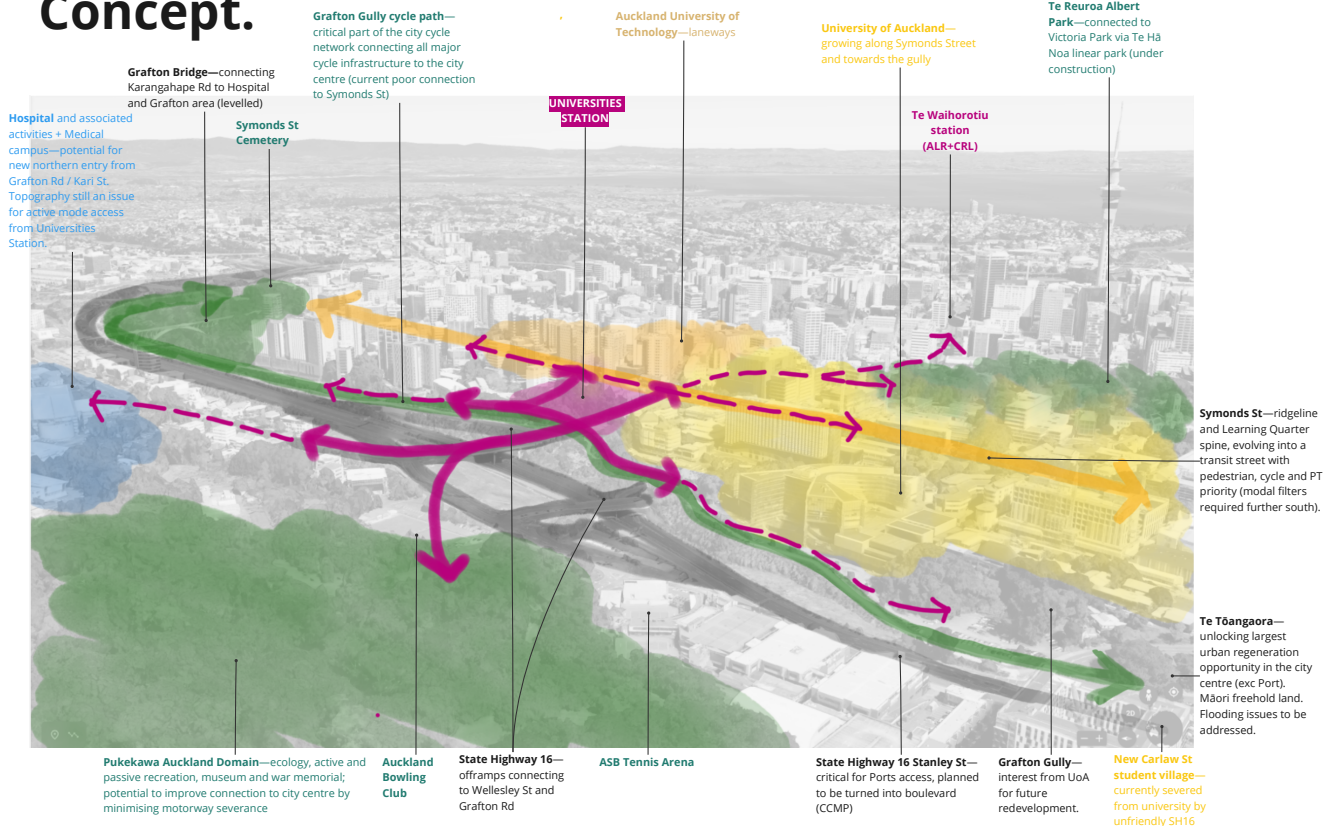 Concept.
Grafton Bridge—connecting
Karangahape Rd to Hospital
and Grafton area (levelled)
Grafton Gully cycle path—
critical part of the city cycle
network connecting all major
cycle infrastructure to the city
centre (current poor connection
to Symonds St)
Auckland University of
Technology—laneways
University of Auckland—
growing along Symonds Street
and towards the gully
Te Reuroa Albert
Park—connected to
Victoria Park via Te Hā
Noa linear park (under
construction)
Hospital and associated
activities + Medical
campus—potential for
new northern entry from
Grafton Rd / Kari St.
Topography still an issue
for active mode access
from Universities
Station.
Symonds St
Cemetery
UNIVERSITIES
STATION
Te Waihorotiu
station
(ALR+CRL)
Symonds St—ridgeline
and Learning Quarter
spine, evolving into a
transit street with
pedestrian, cycle and PT
priority (modal filters
required further south).
Te Tōangaora—
unlocking largest
urban regeneration
opportunity in the city
centre (exc Port).
Māori freehold land.
Flooding issues to be
addressed.
Pukekawa Auckland Domain—ecology, active and
passive recreation, museum and war memorial;
potential to improve connection to city centre by
minimising motorway severance
Auckland
Bowling
Club
State Highway 16—
offramps connecting
to Wellesley St and
Grafton Rd
ASB Tennis Arena
State Highway 16 Stanley St—
critical for Ports access, planned
to be turned into boulevard
(CCMP)
Grafton Gully—
interest from UoA
for future
redevelopment.
New Carlaw St
student village—
currently severed
from university by
unfriendly SH16